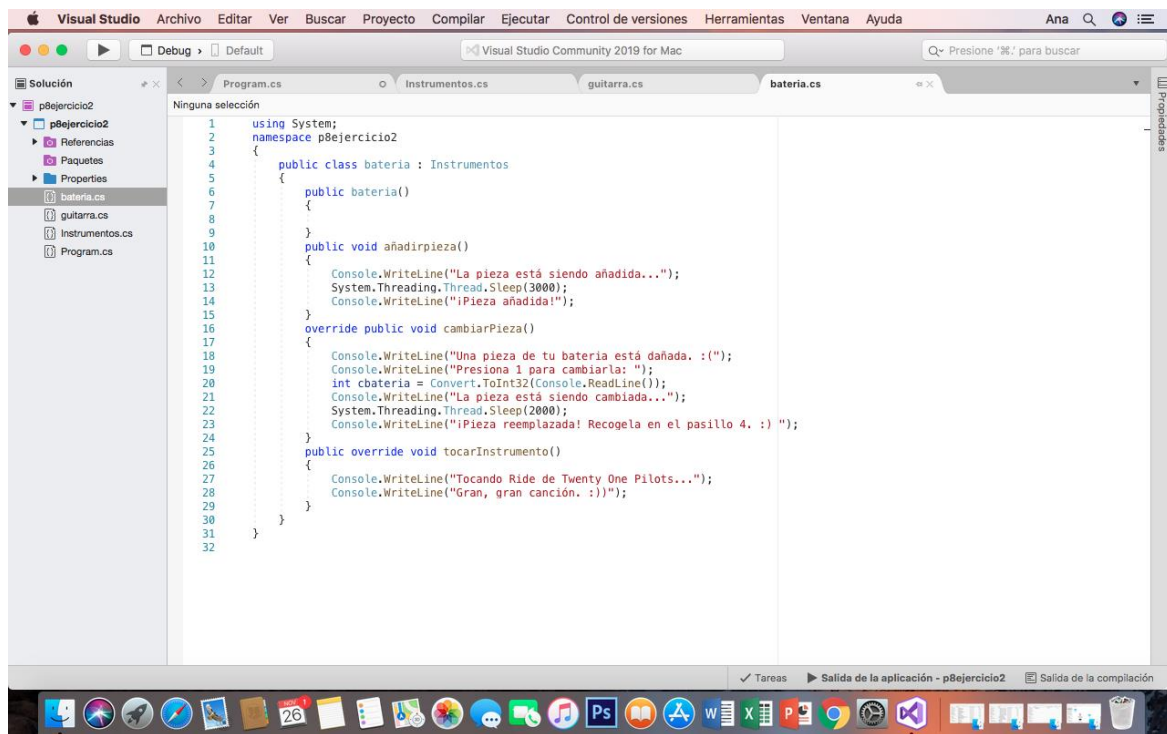 Visual Studio Archivo Editar Ver Buscar Proyecto Compilar Ejecutar Control de versiones Herramientas Ventana Ayuda Ana
Debug › Default Visual Studio Community 2019 for Mac Presione '⌘.' para buscar
Solución Program.cs Instrumentos.cs guitarra.cs bateria.cs
Propiedades
p8ejercicio2
p8ejercicio2
Referencias
Paquetes
Properties
bateria.cs
guitarra.cs
Instrumentos.cs
Program.cs
Ninguna selección
1 using System;
2 namespace p8ejercicio2
3 {
4 public class bateria : Instrumentos
5 {
6 public bateria()
7 {
8
9 }
10 public void añadirpieza()
11 {
12 Console.WriteLine("La pieza está siendo añadida...");
13 System.Threading.Thread.Sleep(3000);
14 Console.WriteLine("¡Pieza añadida!");
15 }
16 override public void cambiarPieza()
17 {
18 Console.WriteLine("Una pieza de tu bateria está dañada. :(");
19 Console.WriteLine("Presiona 1 para cambiarla: ");
20 int cbateria = Convert.ToInt32(Console.ReadLine());
21 Console.WriteLine("La pieza está siendo cambiada...");
22 System.Threading.Thread.Sleep(2000);
23 Console.WriteLine("¡Pieza reemplazada! Recogela en el pasillo 4. :) ");
24 }
25 public override void tocarInstrumento()
26 {
27 Console.WriteLine("Tocando Ride de Twenty One Pilots...");
28 Console.WriteLine("Gran, gran canción. :))");
29 }
30 }
31 }
32
Tareas Salida de la aplicación - p8ejercicio2 Salida de la compilación
NOV
26
1
Ps
W
X
P